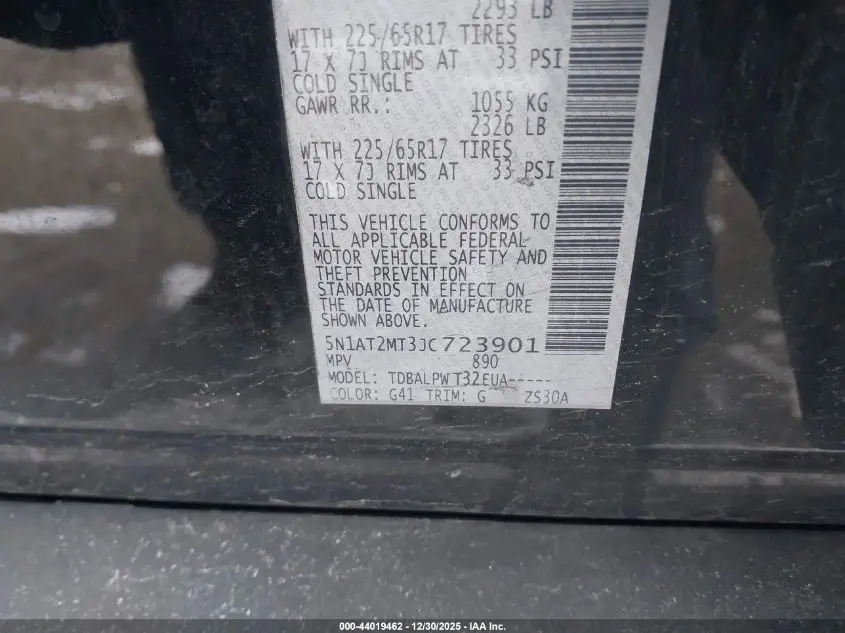 2293 LB
WITH 225/65R17 TIRES
17 X 7J RIMS AT 33 PSI
COLD SINGLE
GAWR RR.: 1055 KG
2326 LB
WITH 225/65R17 TIRES
17 X 7J RIMS AT 33 PSI
COLD SINGLE
THIS VEHICLE CONFORMS TO
ALL APPLICABLE FEDERAL
MOTOR VEHICLE SAFETY AND
THEFT PREVENTION
STANDARDS IN EFFECT ON
THE DATE OF MANUFACTURE
SHOWN ABOVE.
5N1AT2MT3JC723901
MPV 890
MODEL: TDBALPWT32EUA-----
COLOR: G41 TRIM: G ZS30A
000-44019462 - 12/30/2025 - IAA Inc.